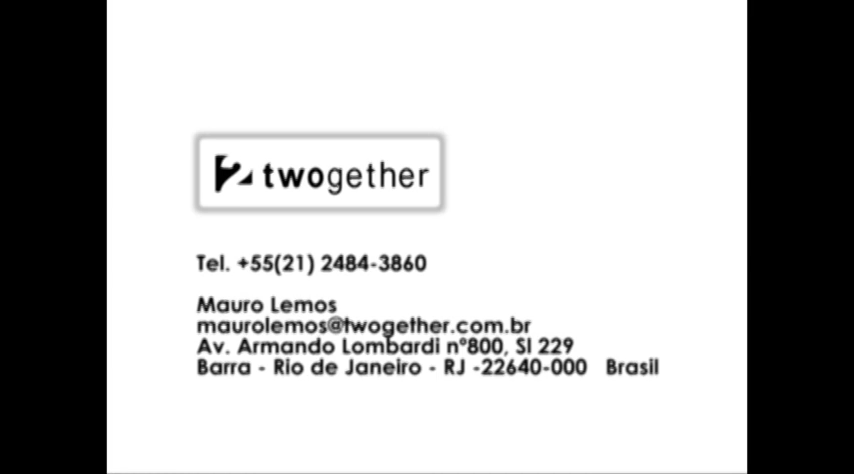 2 twogether
Tel. +55(21) 2484-3860
Mauro Lemos
maurolemos@twogether.com.br
Av. Armando Lombardi nº800, Sl 229
Barra - Rio de Janeiro - RJ -22640-000 Brasil